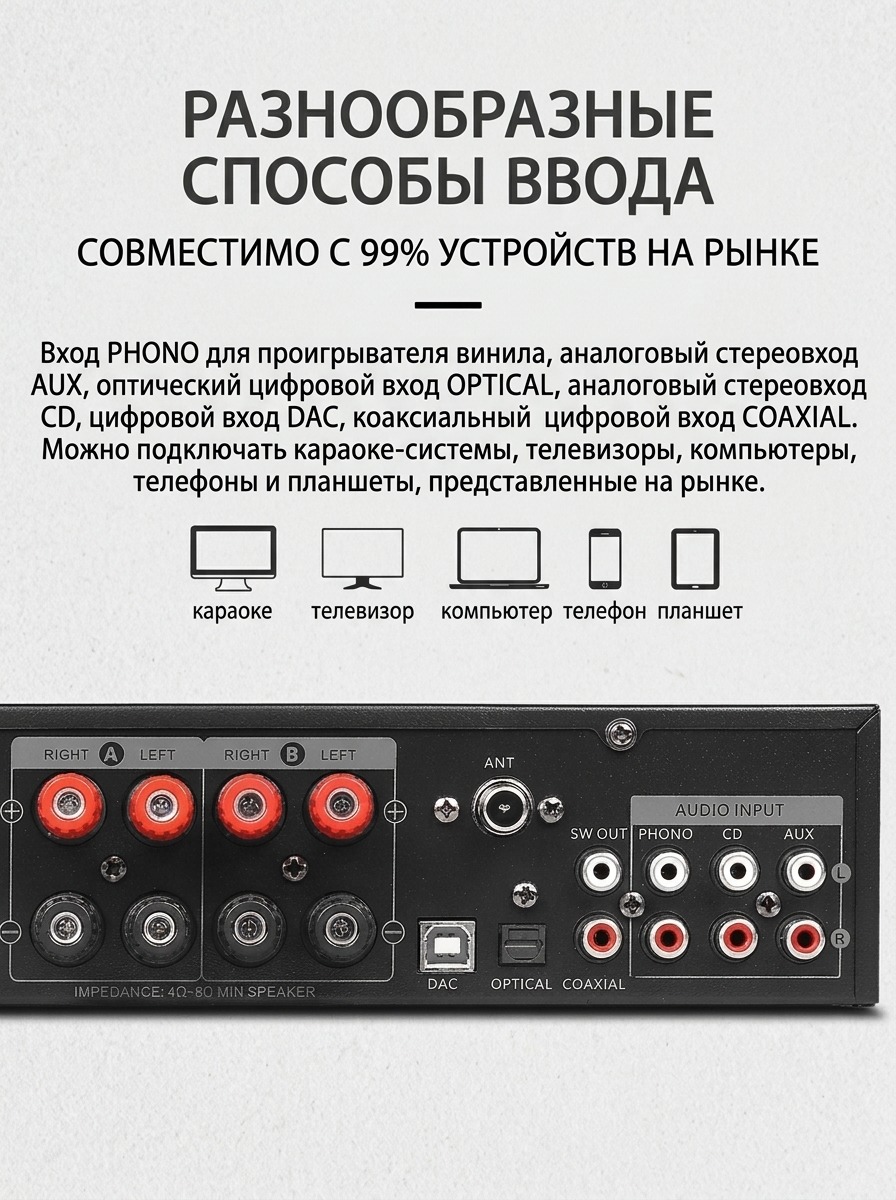 РАЗНООБРАЗНЫЕ
СПОСОБЫ ВВОДА
СОВМЕСТИМО С 99% УСТРОЙСТВ НА РЫНКЕ
Вход PHONO для проигрывателя винила, аналоговый стереовход
AUX, оптический цифровой вход OPTICAL, аналоговый стереовход
CD, цифровой вход DAC, коаксиальный цифровой вход COAXIAL.
Можно подключать караоке-системы, телевизоры, компьютеры,
телефоны и планшеты, представленные на рынке.
караоке телевизор компьютер телефон планшет
RIGHT A LEFT RIGHT B LEFT
ANT
AUDIO INPUT
SW OUT PHONO CD AUX
L
R
DAC OPTICAL COAXIAL
IMPEDANCE: 4Ω-8Ω MIN SPEAKER